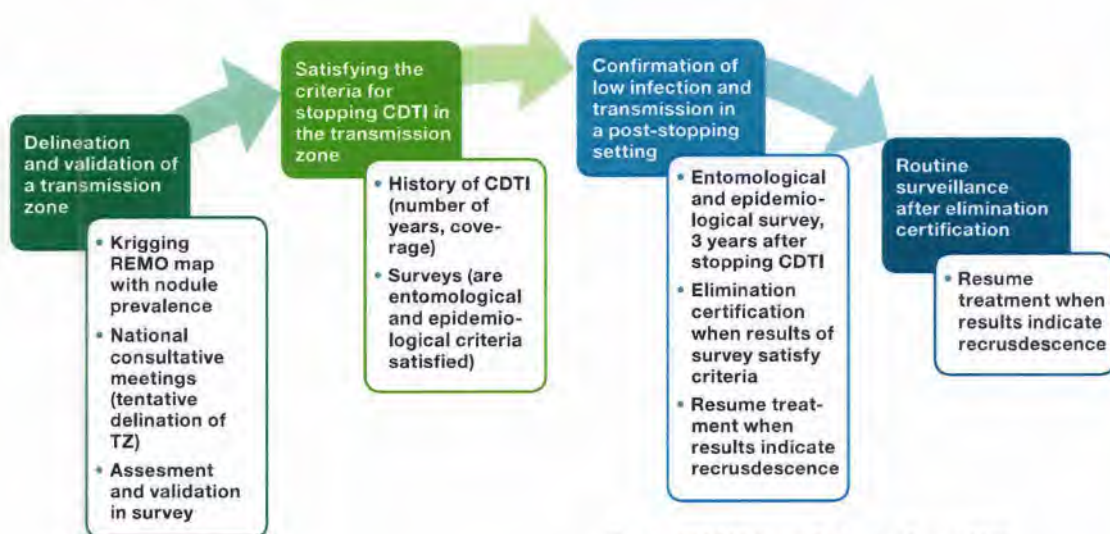 Delineation
and validation of
a transmission
zone
• Krigging
REMO map
with nodule
prevalence
• National
consultative
meetings
(tentative
delination of
TZ)
• Assesment
and validation
in survey
Satisfying the
criteria for
stopping CDTI in
the transmission
zone
• History of CDTI
(number of
years, cove-
rage)
• Surveys (are
entomological
and epidemio-
logical criteria
satisfied)
Confirmation of
low infection and
transmission in
a post-stopping
setting
• Entomological
and epidemio-
logical survey,
3 years after
stopping CDTI
• Elimination
certification
when results of
survey satisfy
criteria
• Resume treat-
ment when
results indicate
recrusdescence
Routine
surveillance
after elimination
certification
• Resume
treatment when
results indicate
recrusdescence